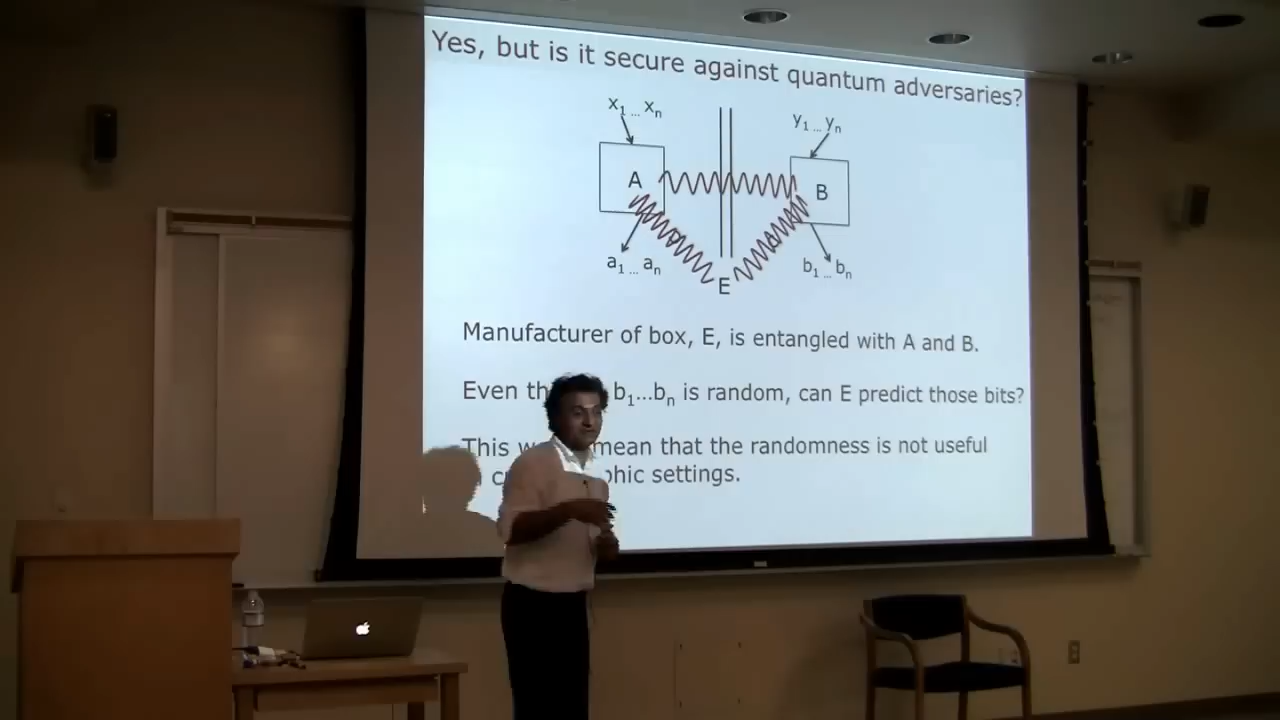 Yes, but is it secure against quantum adversaries?
x1 ... xn
y1 ... yn
A
B
a1 ... an
b1 ... bn
E
Manufacturer of box, E, is entangled with A and B.
Even b1...bn is random, can E predict those bits?
This mean that the randomness is not useful
settings.